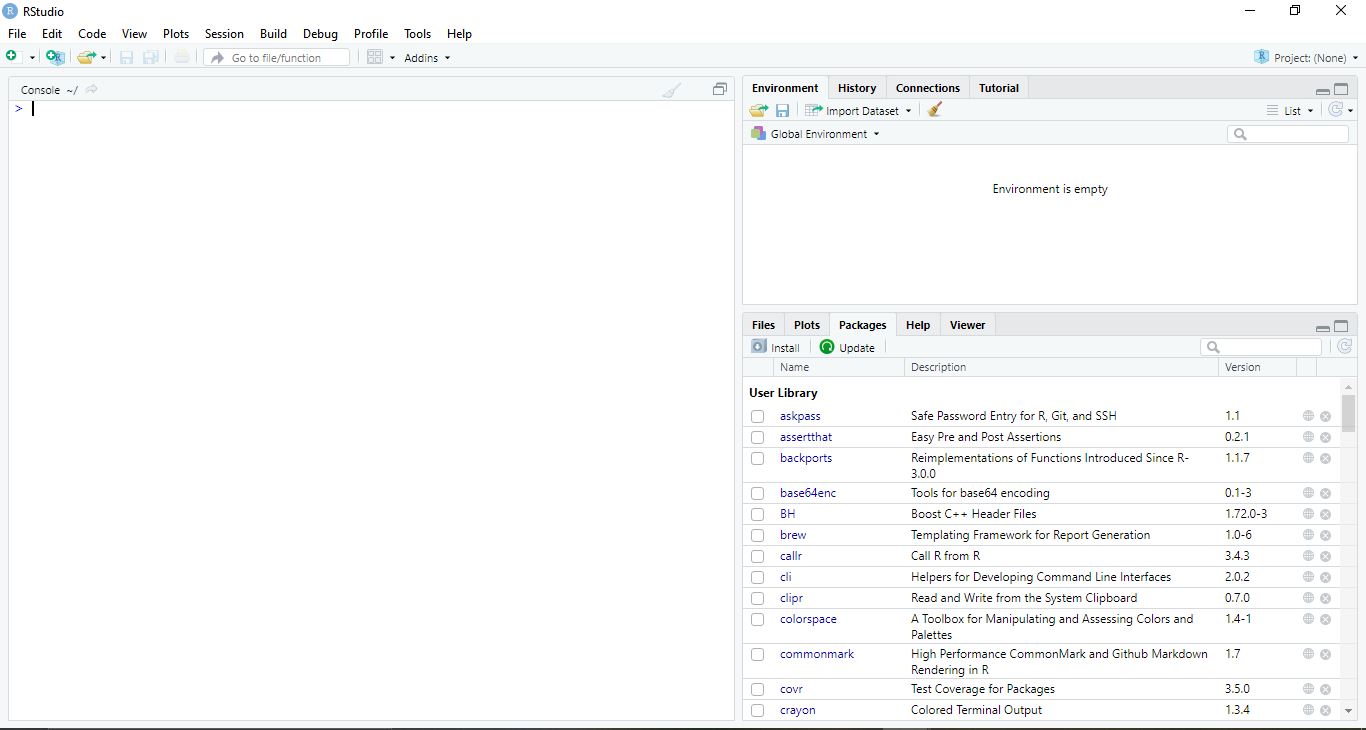 RStudio
File Edit Code View Plots Session Build Debug Profile Tools Help
Go to file/function Addins Project: (None)
Console ~/
>
Environment History Connections Tutorial
Import Dataset List
Global Environment
Environment is empty
Files Plots Packages Help Viewer
Install Update
Name Description Version
User Library
askpass Safe Password Entry for R, Git, and SSH 1.1
assertthat Easy Pre and Post Assertions 0.2.1
backports Reimplementations of Functions Introduced Since R- 1.1.7
3.0.0
base64enc Tools for base64 encoding 0.1-3
BH Boost C++ Header Files 1.72.0-3
brew Templating Framework for Report Generation 1.0-6
callr Call R from R 3.4.3
cli Helpers for Developing Command Line Interfaces 2.0.2
clipr Read and Write from the System Clipboard 0.7.0
colorspace A Toolbox for Manipulating and Assessing Colors and 1.4-1
Palettes
commonmark High Performance CommonMark and Github Markdown 1.7
Rendering in R
covr Test Coverage for Packages 3.5.0
crayon Colored Terminal Output 1.3.4